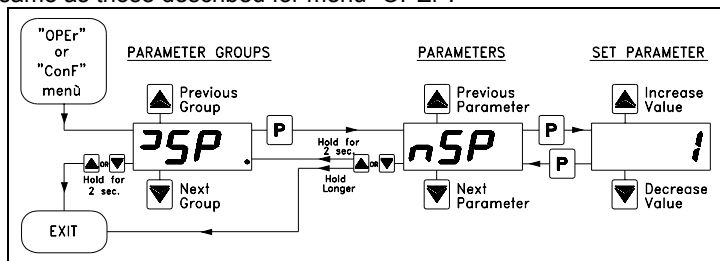 same as those described for menu "OPEr".
"OPEr"
or
"ConF"
menù
PARAMETER GROUPS
PARAMETERS
SET PARAMETER
Previous
Group
Previous
Parameter
Increase
Value
SP.
P
Hold for
2 sec.
nSP
P
P
1
OR
Hold for
2 sec.
OR
Hold
Longer
Next
Group
Next
Parameter
Decrease
Value
EXIT